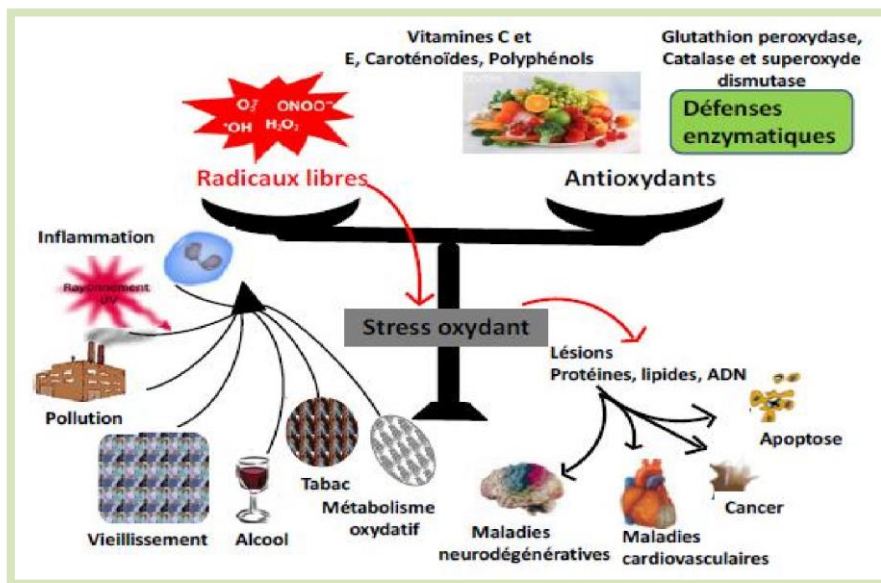 Vitamines C et
E, Caroténoïdes, Polyphénols
Glutathion peroxydase,
Catalase et superoxyde
dismutase
Défenses
enzymatiques
ONOO⁻
•OH H₂O₂
Radicaux libres
Antioxydants
Inflammation
Rayonnement
UV
Stress oxydant
Lésions
Protéines, lipides, ADN
Pollution
Apoptose
Tabac
Cancer
Métabolisme
oxydatif
Vieillissement
Alcool
Maladies
neurodégénératives
Maladies
cardiovasculaires